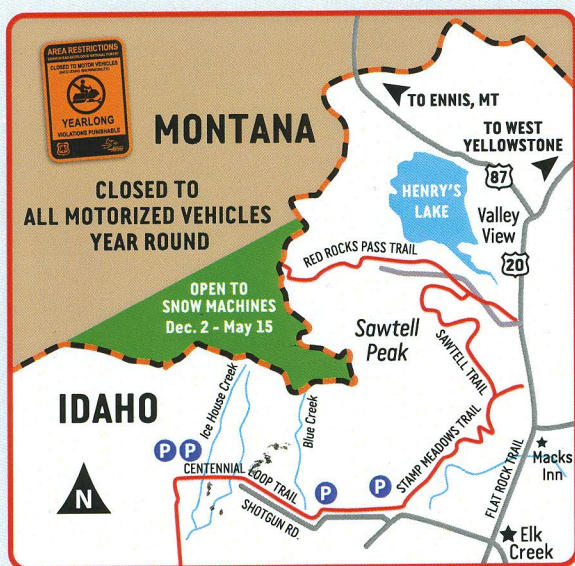 AREA RESTRICTIONS
CLOSED TO MOTOR VEHICLES
YEARLONG
VIOLATIONS PUNISHABLE
MONTANA
CLOSED TO
ALL MOTORIZED VEHICLES
YEAR ROUND
TO ENNIS, MT
TO WEST
YELLOWSTONE
87
HENRY'S
LAKE
Valley
View
20
RED ROCKS PASS TRAIL
OPEN TO
SNOW MACHINES
Dec. 2 - May 15
Sawtell
Peak
SAWTELL TRAIL
IDAHO
Ice House Creek
Blue Creek
P P
CENTENNIAL LOOP TRAIL
P
P
STAMP MEADOWS TRAIL
SHOTGUN RD.
FLAT ROCK TRAIL
Macks
Inn
N
Elk
Creek